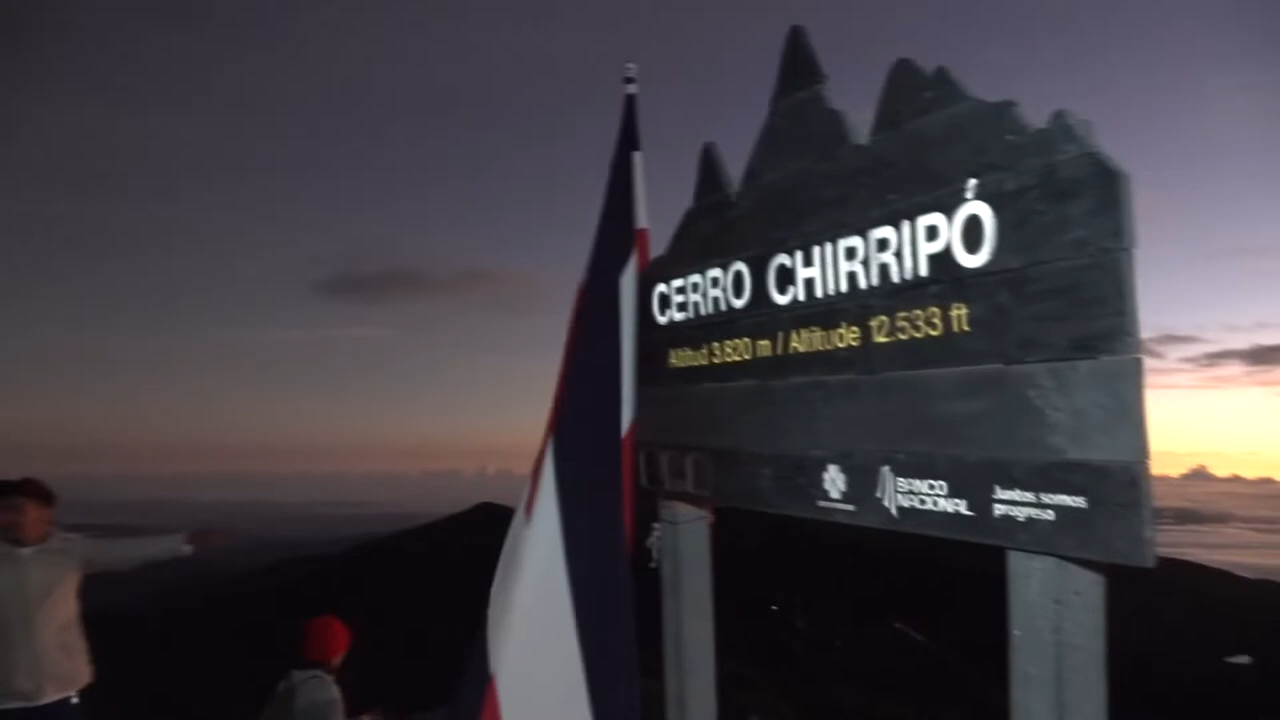 CERRO CHIRRIPÓ
Altitud 3.820 m / Altitude 12.533 ft
BANCO
NACIONAL
Juntos somos
progreso